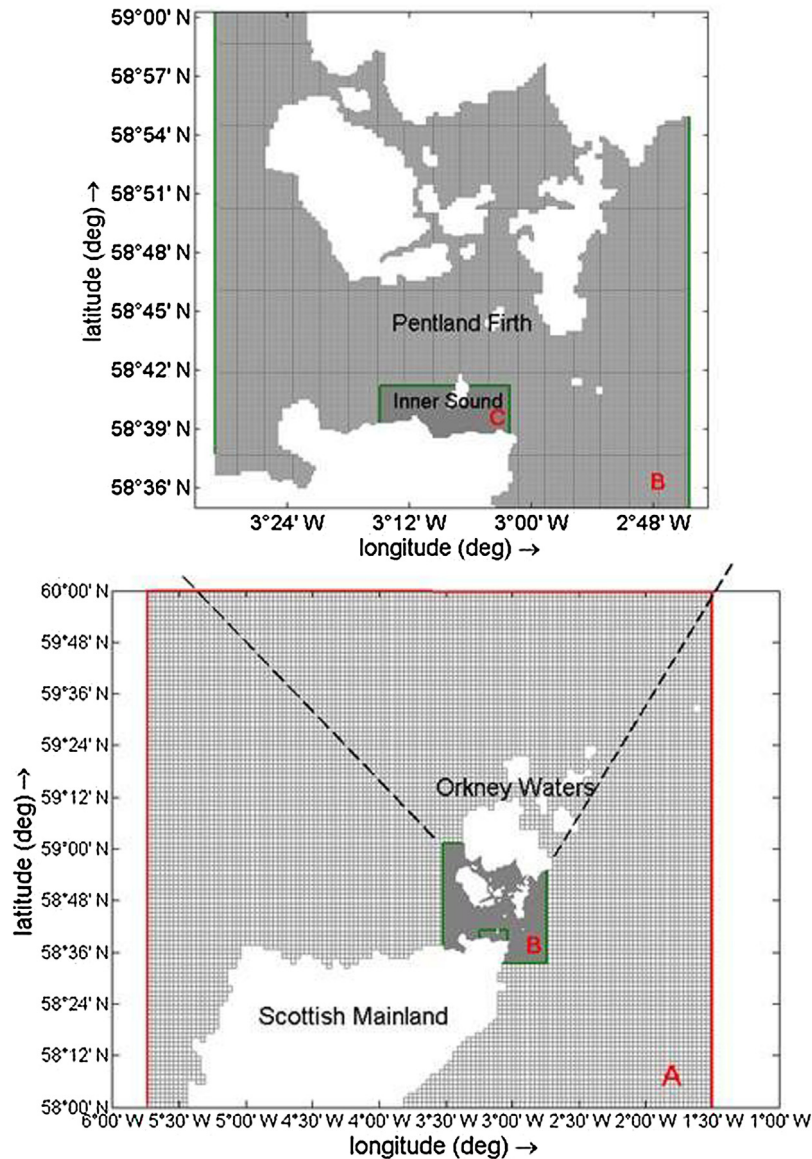 59°00' N
58°57' N
58°54' N
58°51' N
58°48' N
58°45' N
58°42' N
58°39' N
58°36' N
latitude (deg) →
Pentland Firth
Inner Sound
C
B
3°24' W 3°12' W 3°00' W 2°48' W
longitude (deg) →
60°00' N
59°48' N
59°36' N
59°24' N
59°12' N
59°00' N
58°48' N
58°36' N
58°24' N
58°12' N
58°00' N
latitude (deg) →
Orkney Waters
B
Scottish Mainland
A
6°00' W 5°30' W 5°00' W 4°30' W 4°00' W 3°30' W 3°00' W 2°30' W 2°00' W 1°30' W 1°00' W
longitude (deg) →